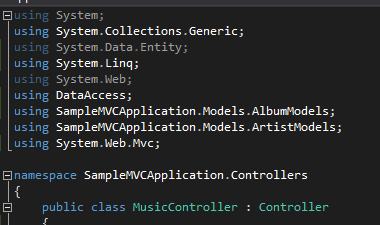 using System;
using System.Collections.Generic;
using System.Data.Entity;
using System.Linq;
using System.Web;
using DataAccess;
using SampleMVCApplication.Models.AlbumModels;
using SampleMVCApplication.Models.ArtistModels;
using System.Web.Mvc;
namespace SampleMVCApplication.Controllers
{
public class MusicController : Controller
{